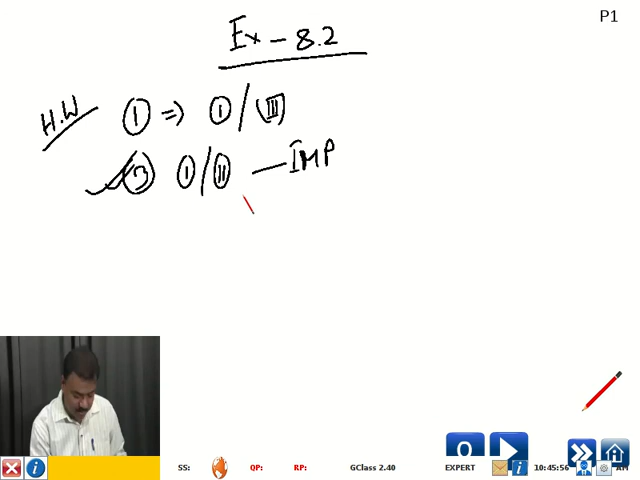 P1
Ex - 8.2
H.W ① ⇒ ① / Ⓘⓘⓘ
③ ① / Ⓘⓘ — IMP
SS: QP: RP: GClass 2.40 EXPERT 10:45:56 AM